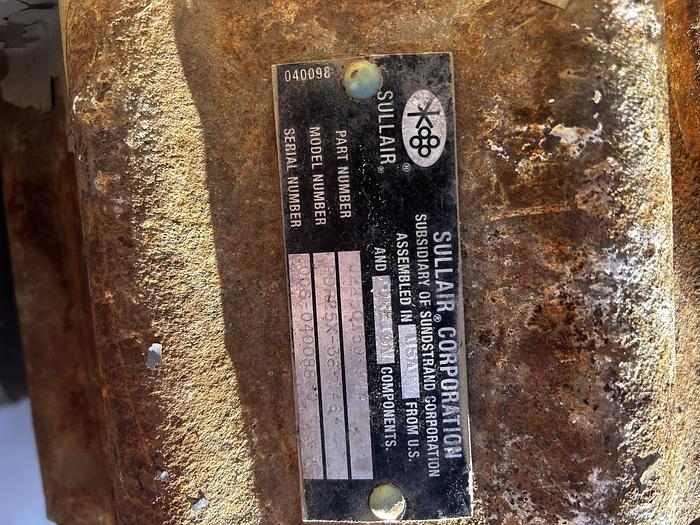 SULLAIR®
SULLAIR® CORPORATION
SUBSIDIARY OF SUNDSTRAND CORPORATION
ASSEMBLED IN USA FROM U.S.
AND FOREIGN COMPONENTS.
PART NUMBER
MODEL NUMBER
SERIAL NUMBER
040098